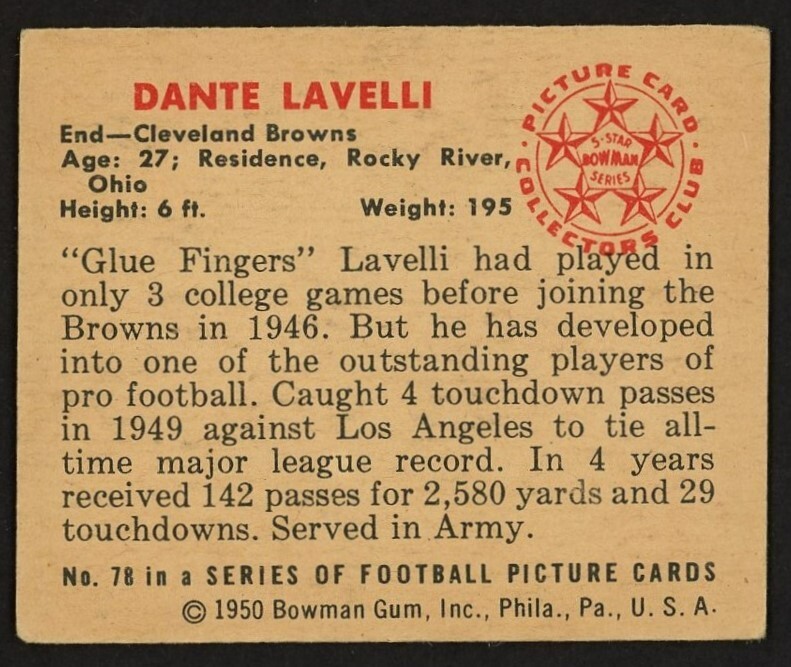 DANTE LAVELLI
End—Cleveland Browns
Age: 27; Residence, Rocky River,
Ohio
Height: 6 ft. Weight: 195
PICTURE CARD
COLLECTORS CLUB
5-STAR
BOWMAN
SERIES
"Glue Fingers" Lavelli had played in
only 3 college games before joining the
Browns in 1946. But he has developed
into one of the outstanding players of
pro football. Caught 4 touchdown passes
in 1949 against Los Angeles to tie all-
time major league record. In 4 years
received 142 passes for 2,580 yards and 29
touchdowns. Served in Army.
No. 78 in a SERIES OF FOOTBALL PICTURE CARDS
© 1950 Bowman Gum, Inc., Phila., Pa., U. S. A.